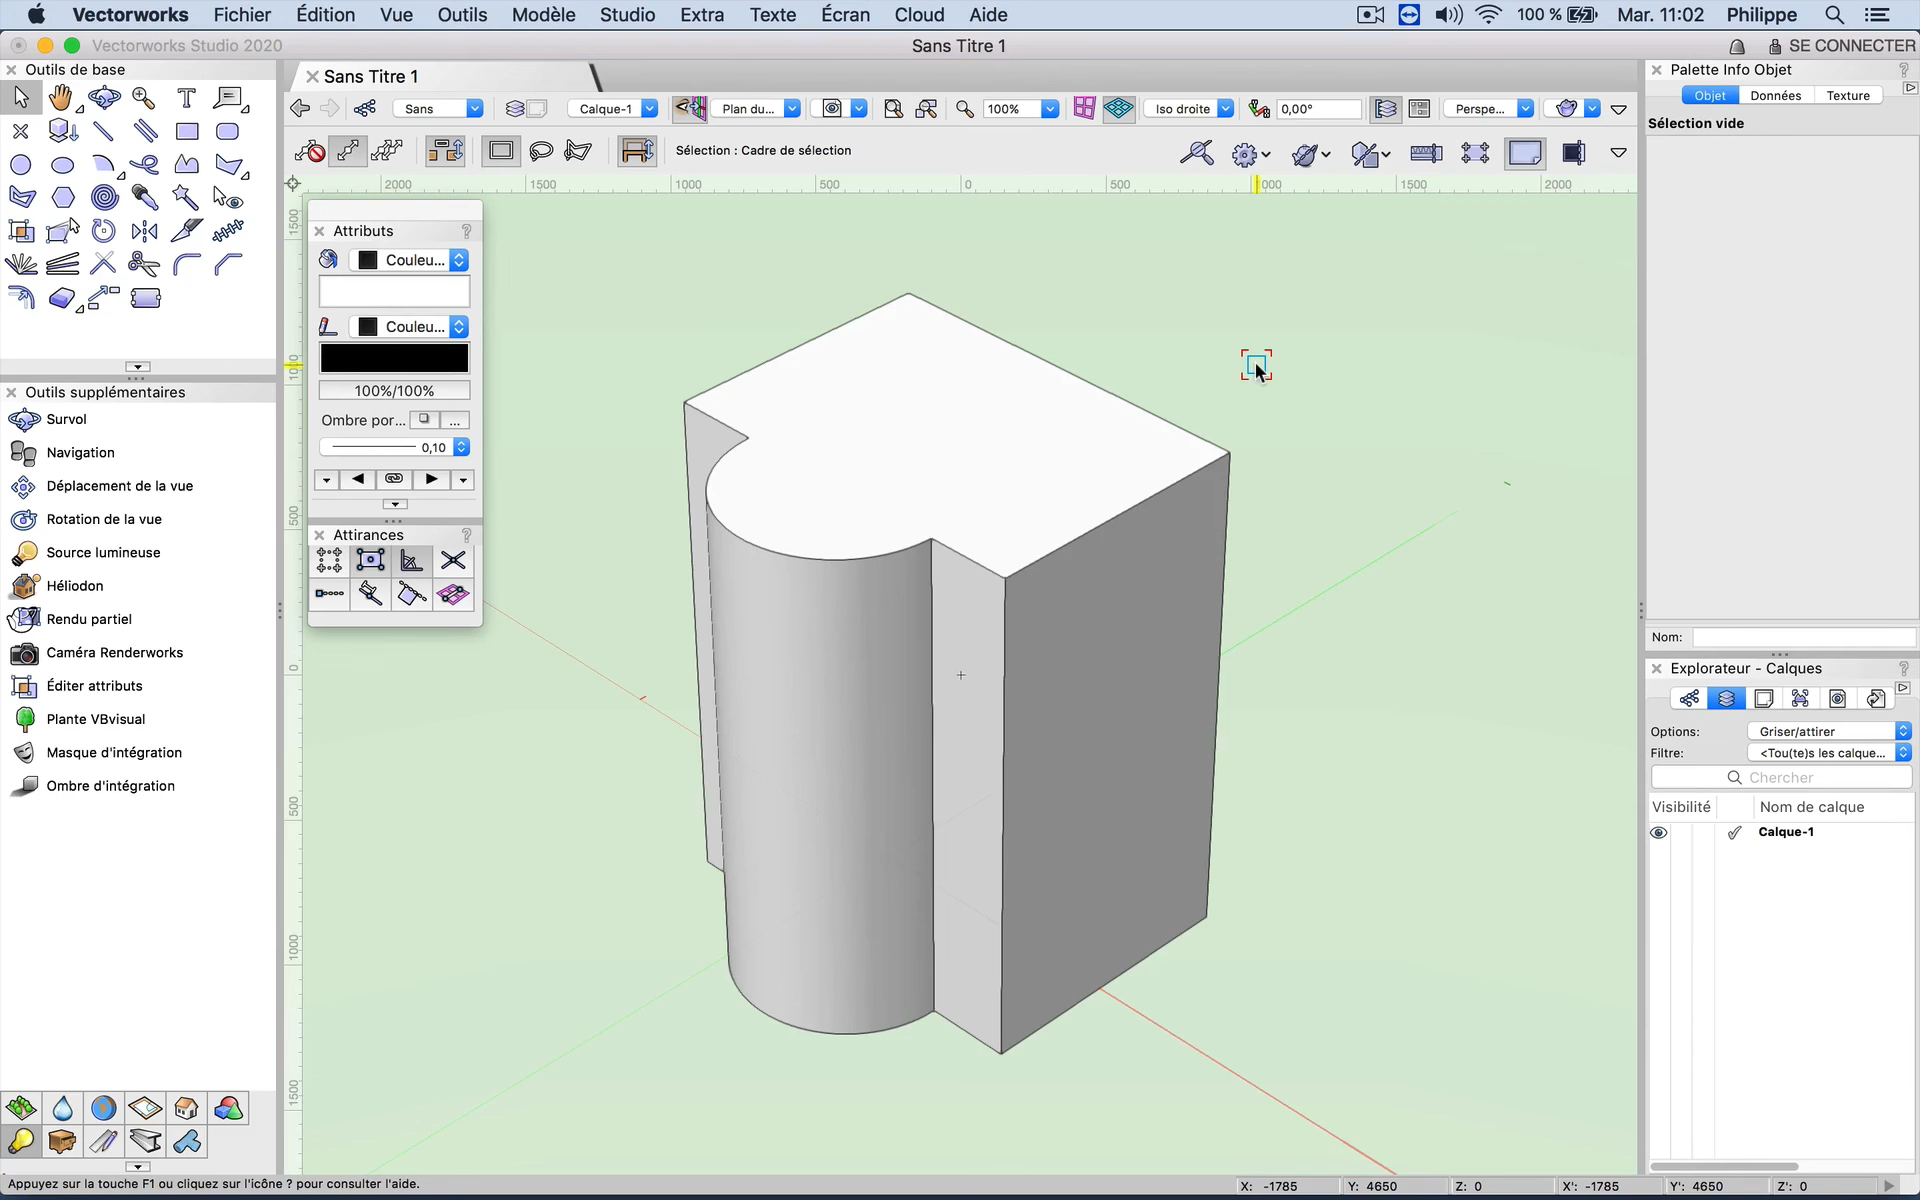 Vectorworks Fichier Édition Vue Outils Modèle Studio Extra Texte Écran Cloud Aide 100 % Mar. 11:02 Philippe
Vectorworks Studio 2020 Sans Titre 1 SE CONNECTER
Outils de base
Sans Titre 1
Palette Info Objet ?
Sans Calque-1 Plan du... 100% Iso droite 0,00° Perspe...
Objet Données Texture
Sélection vide
Sélection : Cadre de sélection
2000 1500 1000 500 0 500 1000 1500 2000
1500
1000
500
0
500
1000
1500
Attributs ?
Couleu...
Couleu...
100%/100%
Ombre por... ...
0,10
Attirances ?
Outils supplémentaires
Survol
Navigation
Déplacement de la vue
Rotation de la vue
Source lumineuse
Héliodon
Rendu partiel
Caméra Renderworks
Éditer attributs
Plante VBvisual
Masque d'intégration
Ombre d'intégration
Nom:
Explorateur - Calques ?
Options: Griser/attirer
Filtre: <Tou(te)s les calque...
Chercher
Visibilité Nom de calque
Calque-1
Appuyez sur la touche F1 ou cliquez sur l'icône ? pour consulter l'aide.
X: -1785 Y: 4650 Z: 0 X': -1785 Y': 4650 Z': 0